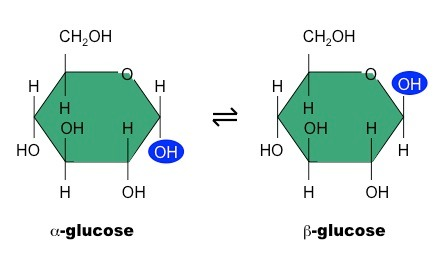 CH₂OH CH₂OH
O O OH
H H H
H H
OH H OH H
HO OH HO H
H OH H OH
α-glucose β-glucose